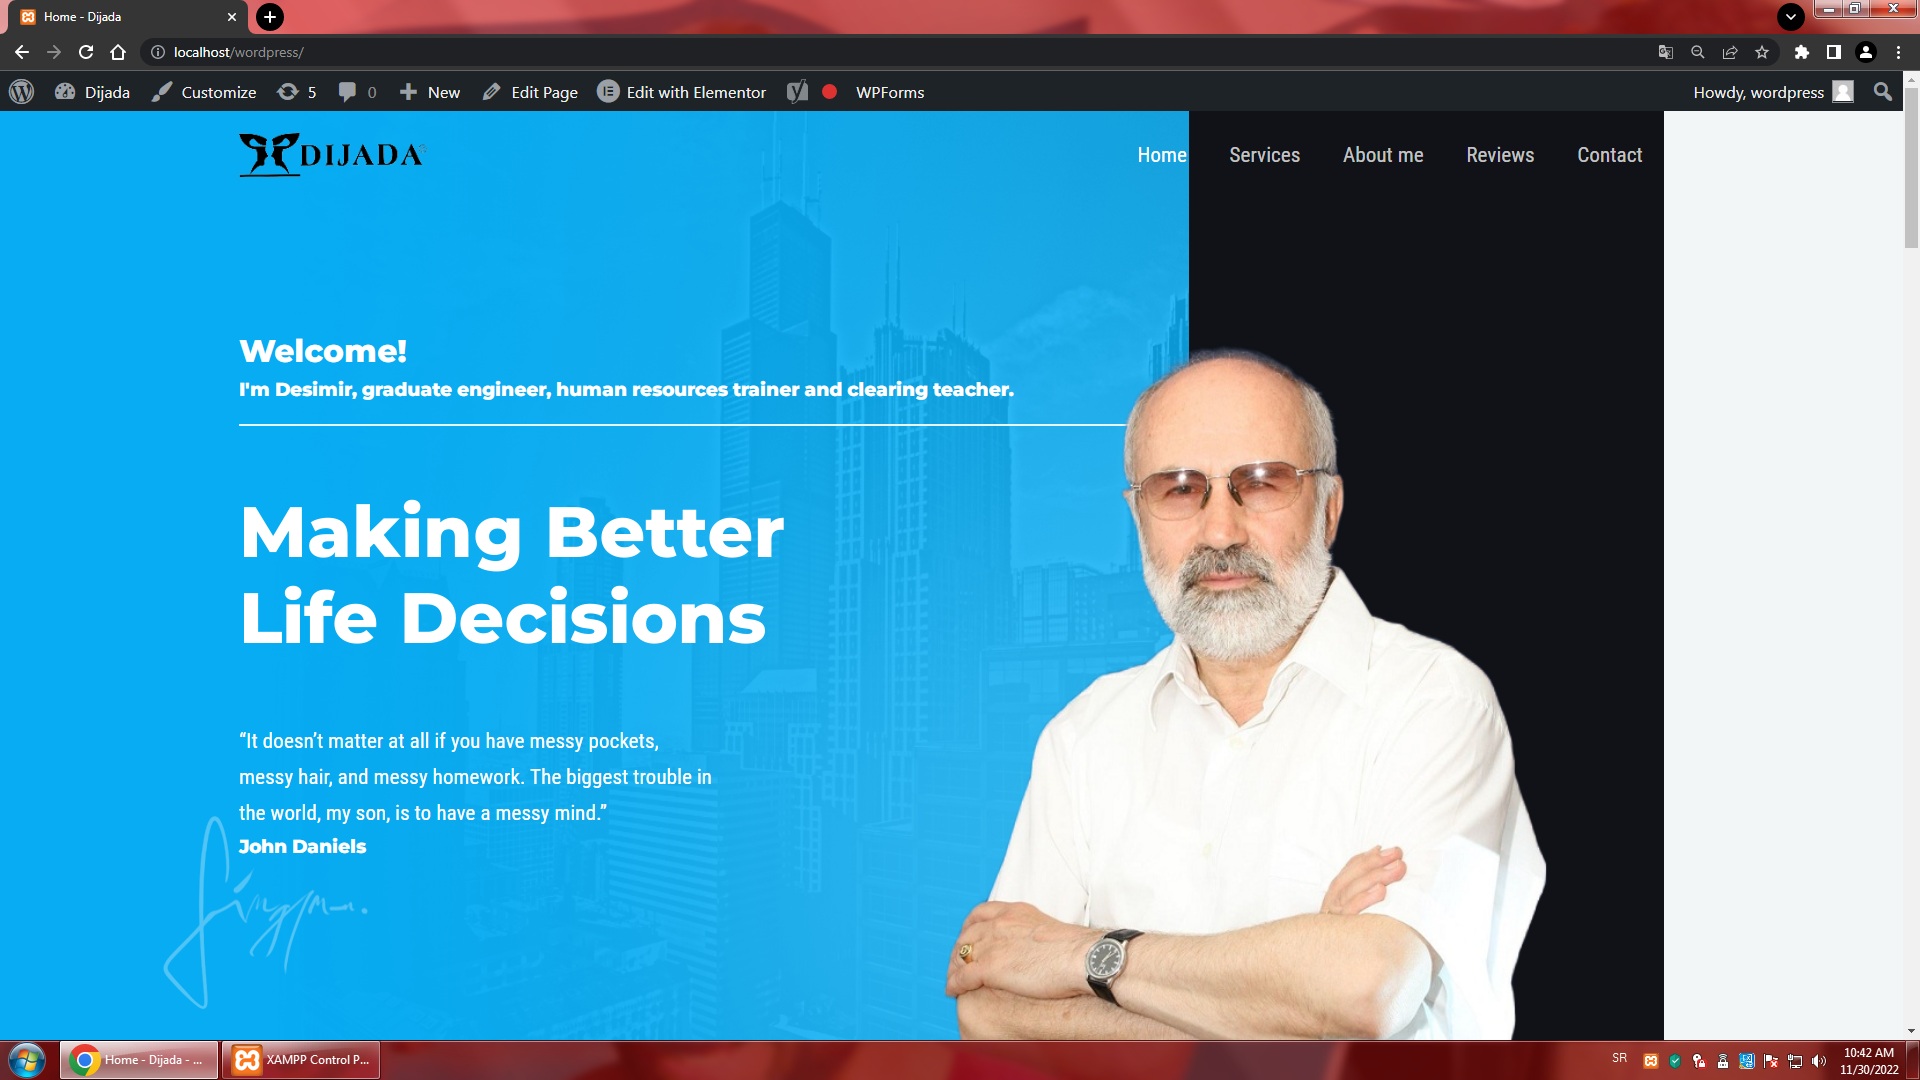 Home - Dijada
localhost/wordpress/
Dijada
Customize
5
0
New
Edit Page
Edit with Elementor
WPForms
Howdy, wordpress
DIJADA
Home
Services
About me
Reviews
Contact
Welcome!
I'm Desimir, graduate engineer, human resources trainer and clearing teacher.
Making Better
Life Decisions
“It doesn’t matter at all if you have messy pockets,
messy hair, and messy homework. The biggest trouble in
the world, my son, is to have a messy mind.”
John Daniels
Home - Dijada - ...
XAMPP Control P...
SR
10:42 AM
11/30/2022